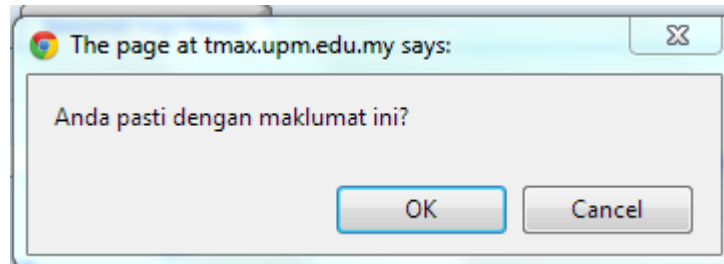 The page at tmax.upm.edu.my says:
Anda pasti dengan maklumat ini?
OK Cancel